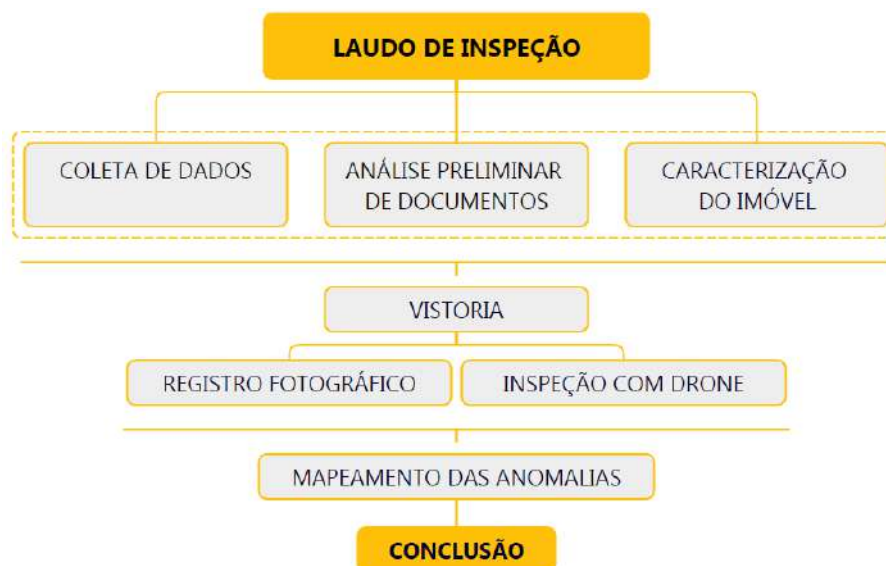 LAUDO DE INSPEÇÃO
COLETA DE DADOS
ANÁLISE PRELIMINAR
DE DOCUMENTOS
CARACTERIZAÇÃO
DO IMÓVEL
VISTORIA
REGISTRO FOTOGRÁFICO
INSPEÇÃO COM DRONE
MAPEAMENTO DAS ANOMALIAS
CONCLUSÃO